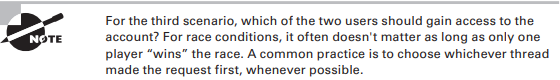 For the third scenario, which of the two users should gain access to the
account? For race conditions, it often doesn't matter as long as only one
NOTE
player “wins” the race. A common practice is to choose whichever thread
made the request first, whenever possible.